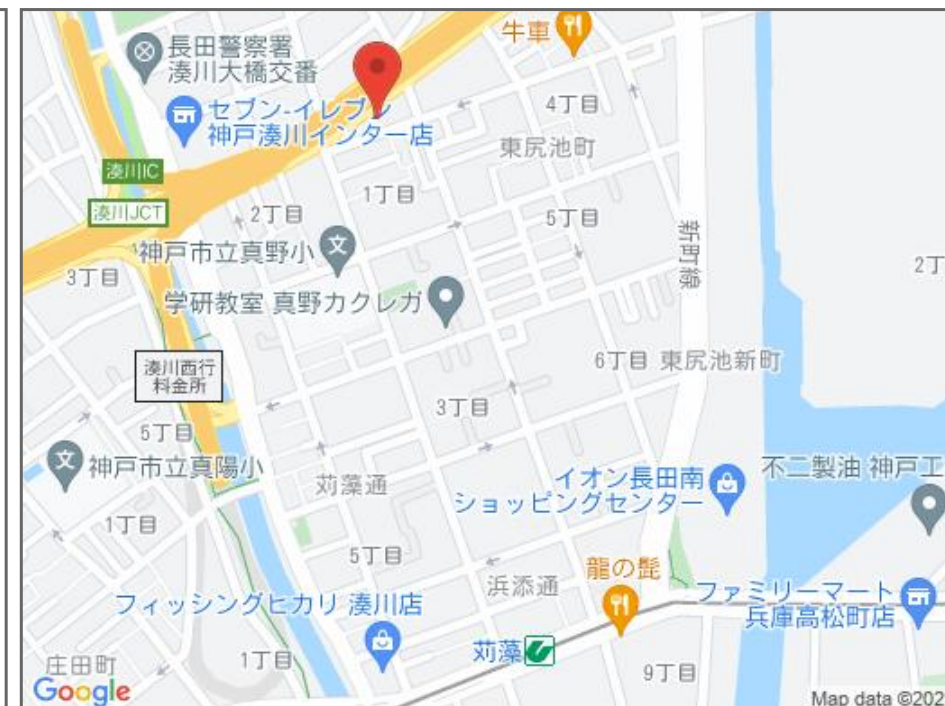 牛車
長田警察署
湊川大橋交番
セブン-イレブン
神戸湊川インター店
4丁目
東尻池町
湊川IC
1丁目
湊川JCT
2丁目
5丁目
新町線
神戸市立真野小
3丁目
2丁
学研教室 真野カクレガ
湊川西行
料金所
6丁目
東尻池新町
3丁目
5丁目
神戸市立真陽小
苅藻通
イオン長田南
ショッピングセンター
不二製油 神戸工
1丁目
5丁目
龍の髭
浜添通
ファミリーマート
兵庫高松町店
フィッシングヒカリ 湊川店
苅藻
庄田町
1丁目
9丁目
Google
Map data ©202